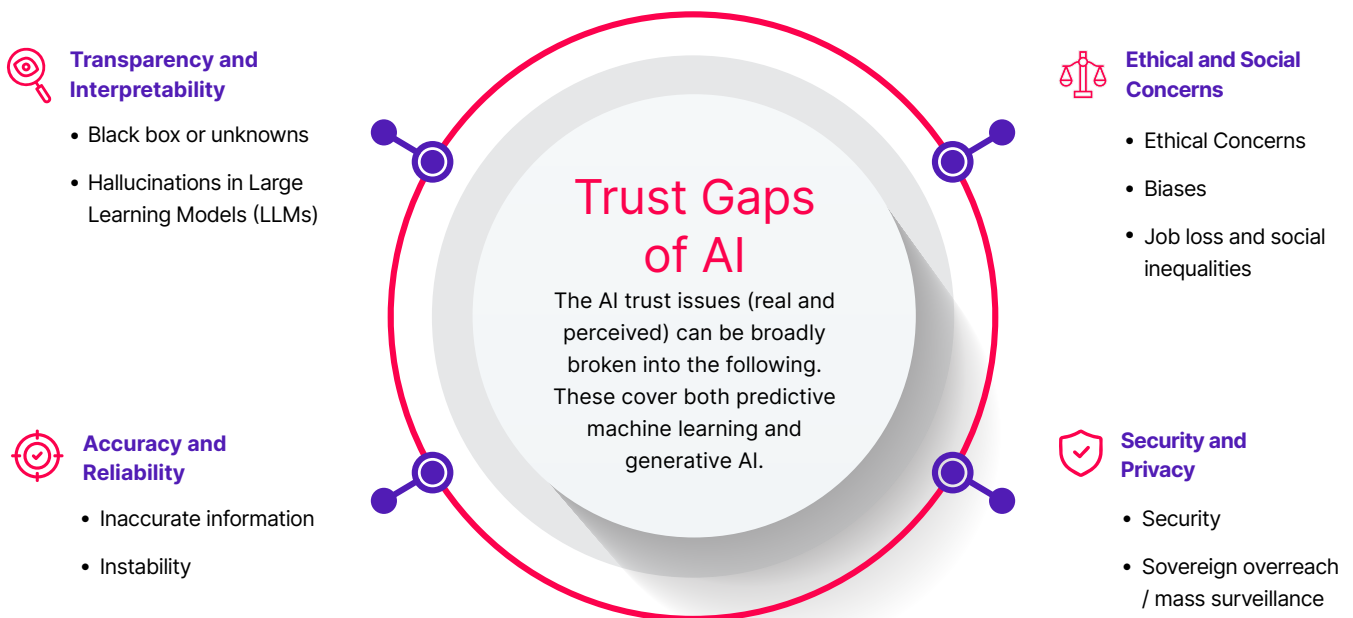 Transparency and
Interpretability
• Black box or unknowns
• Hallucinations in Large
Learning Models (LLMs)
Accuracy and
Reliability
• Inaccurate information
• Instability
Trust Gaps
of AI
The AI trust issues (real and
perceived) can be broadly
broken into the following.
These cover both predictive
machine learning and
generative AI.
Ethical and Social
Concerns
• Ethical Concerns
• Biases
• Job loss and social
inequalities
Security and
Privacy
• Security
• Sovereign overreach
/ mass surveillance